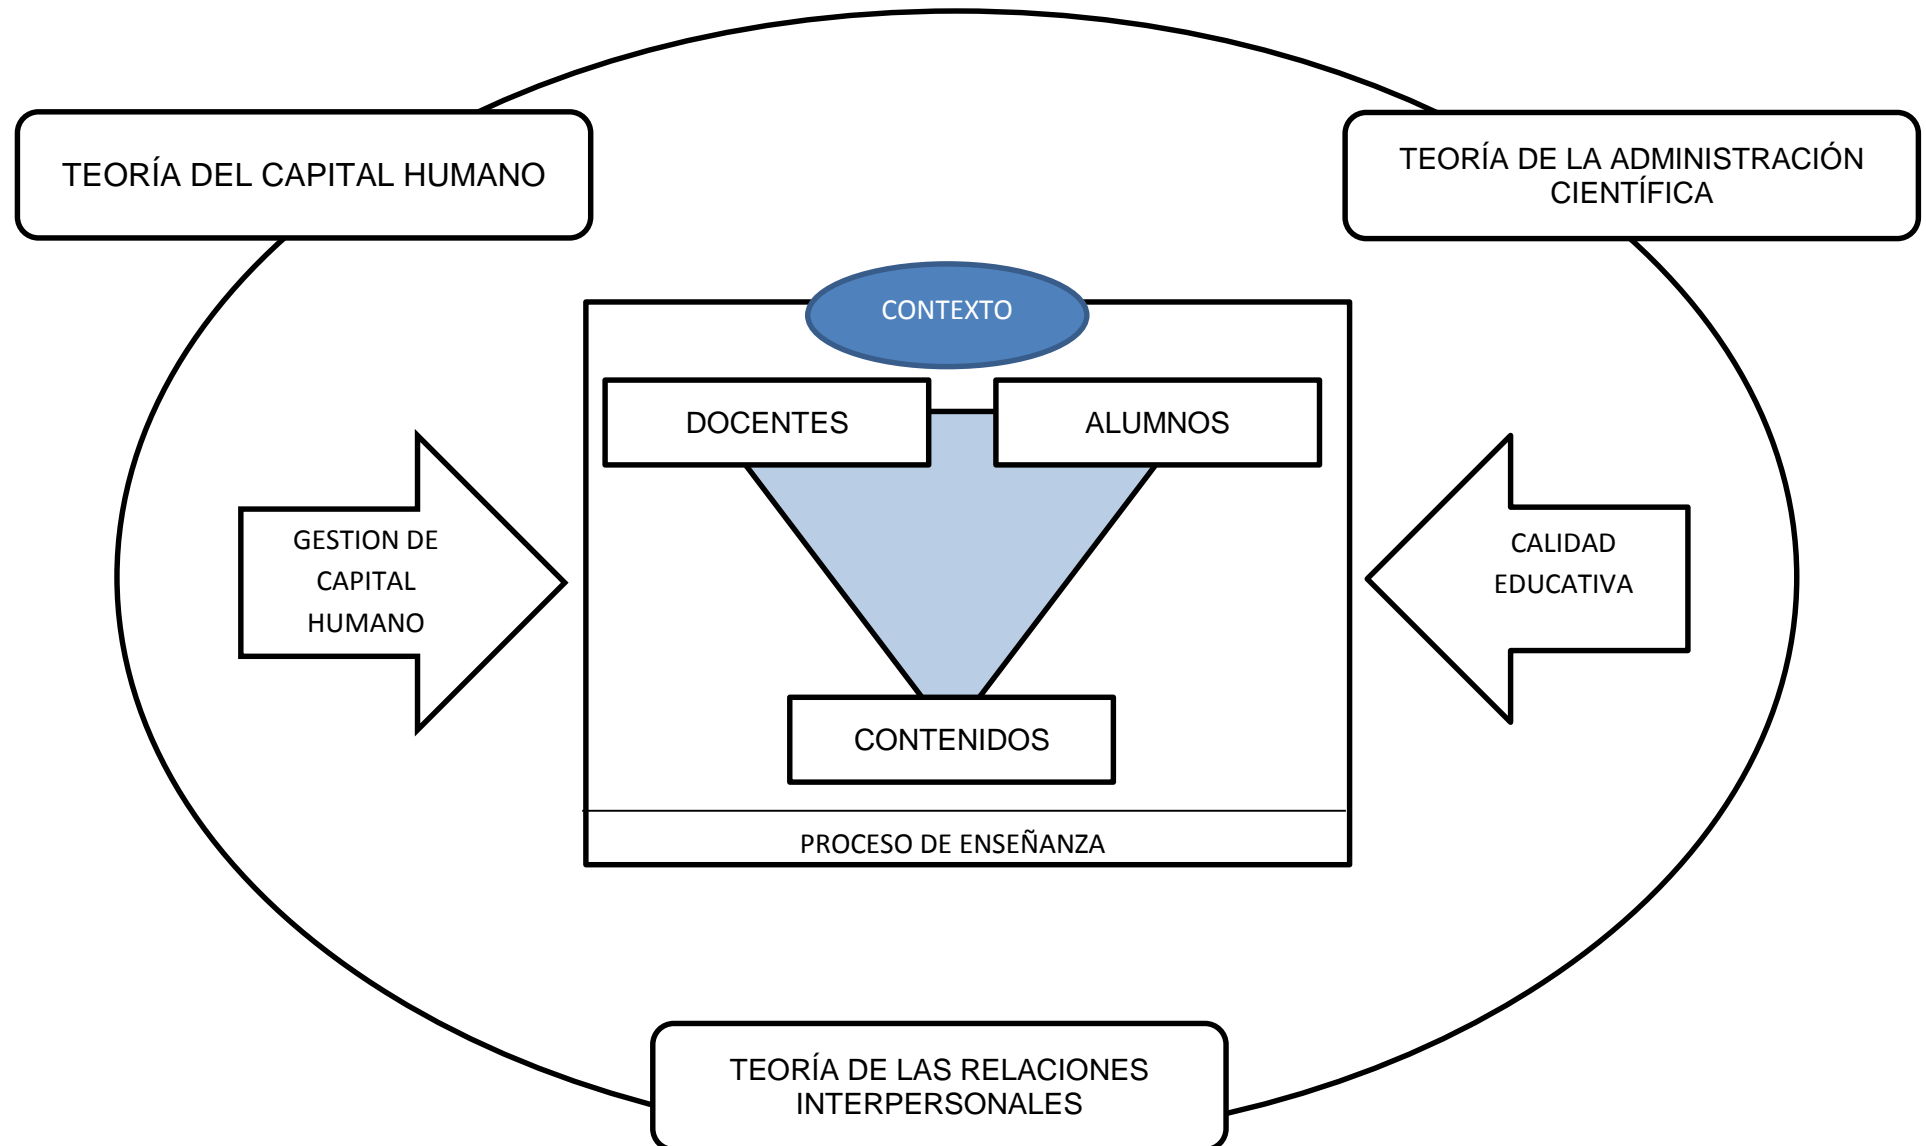 TEORÍA DEL CAPITAL HUMANO
TEORÍA DE LA ADMINISTRACIÓN
CIENTÍFICA
CONTEXTO
DOCENTES
ALUMNOS
GESTION DE
CAPITAL
HUMANO
CALIDAD
EDUCATIVA
CONTENIDOS
PROCESO DE ENSEÑANZA
TEORÍA DE LAS RELACIONES
INTERPERSONALES